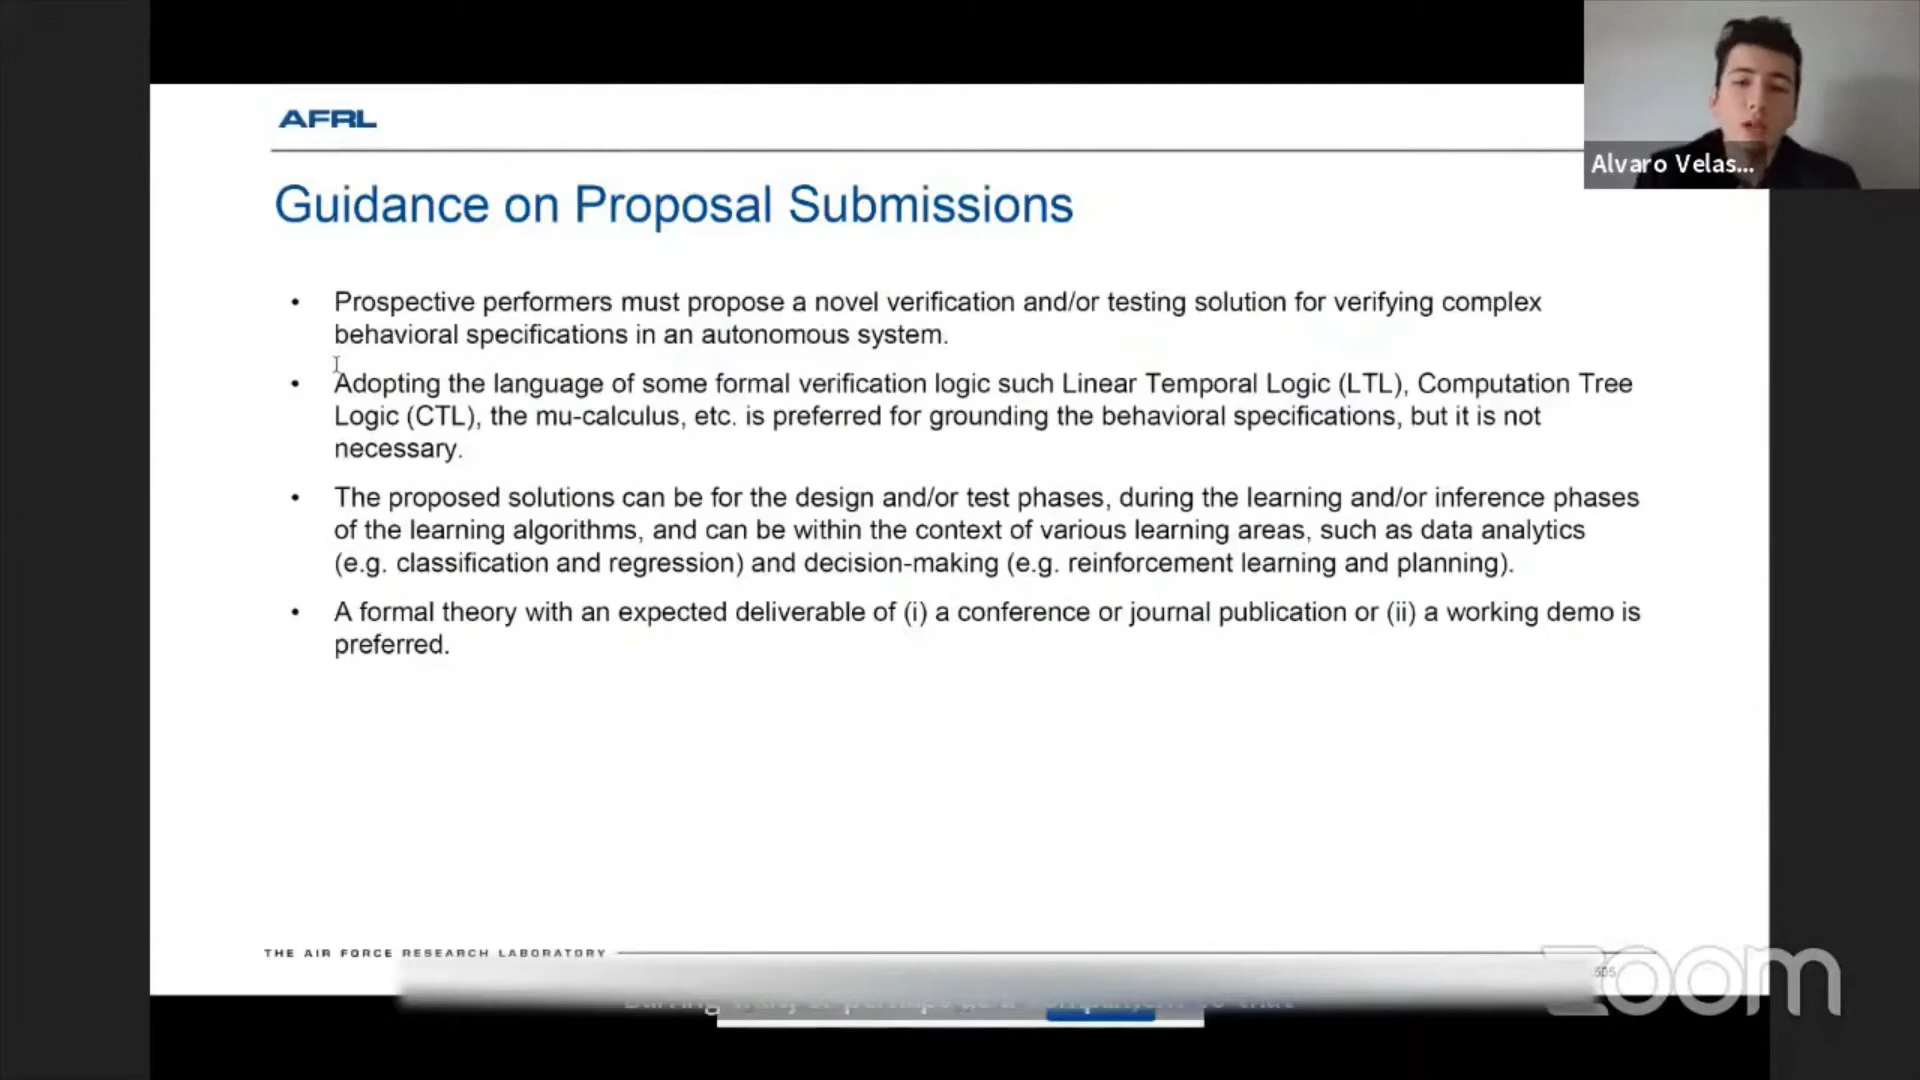 AFRL
Alvaro Velas...
Guidance on Proposal Submissions
• Prospective performers must propose a novel verification and/or testing solution for verifying complex
behavioral specifications in an autonomous system.
• Adopting the language of some formal verification logic such Linear Temporal Logic (LTL), Computation Tree
Logic (CTL), the mu-calculus, etc. is preferred for grounding the behavioral specifications, but it is not
necessary.
• The proposed solutions can be for the design and/or test phases, during the learning and/or inference phases
of the learning algorithms, and can be within the context of various learning areas, such as data analytics
(e.g. classification and regression) and decision-making (e.g. reinforcement learning and planning).
• A formal theory with an expected deliverable of (i) a conference or journal publication or (ii) a working demo is
preferred.
THE AIR FORCE RESEARCH LABORATORY
zoom